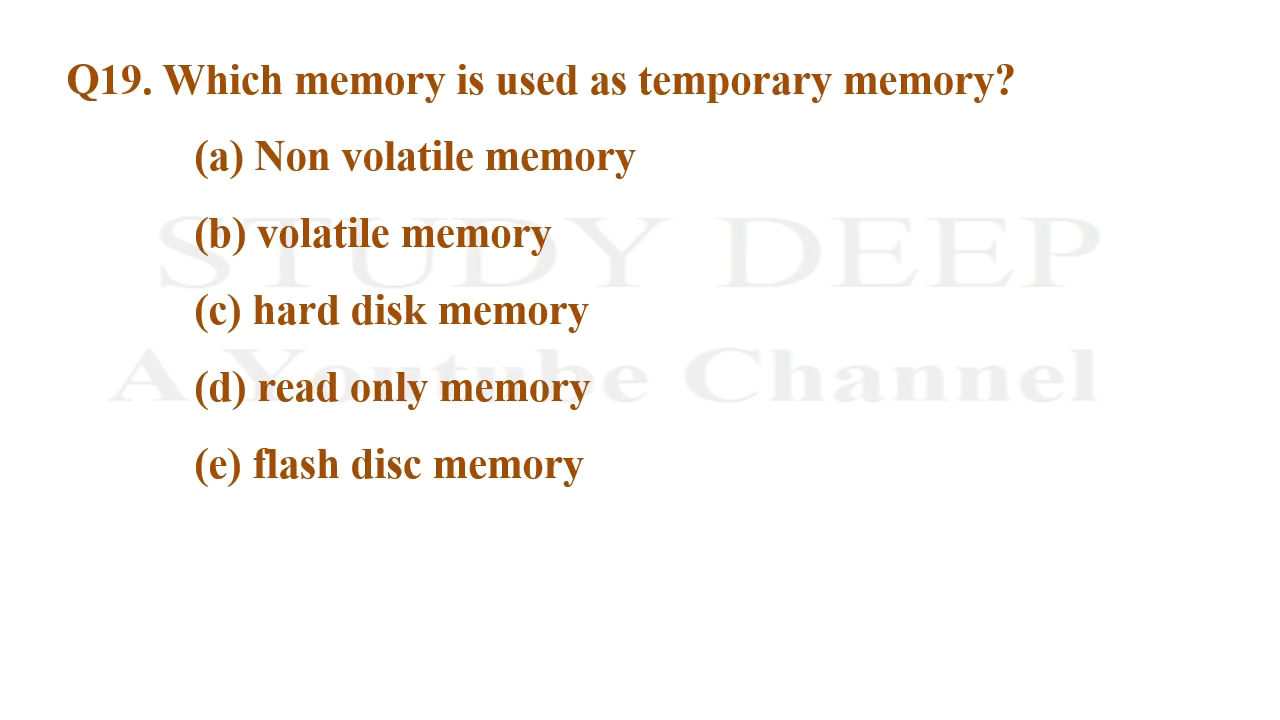 Q19. Which memory is used as temporary memory?
(a) Non volatile memory
STUDY DEEP
(b) volatile memory
(c) hard disk memory
A Youtube Channel
(d) read only memory
(e) flash disc memory